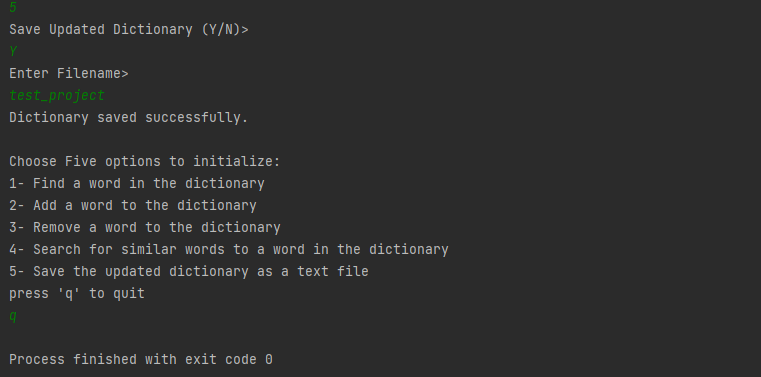 5
Save Updated Dictionary (Y/N)>
Y
Enter Filename>
test_project
Dictionary saved successfully.
Choose Five options to initialize:
1- Find a word in the dictionary
2- Add a word to the dictionary
3- Remove a word to the dictionary
4- Search for similar words to a word in the dictionary
5- Save the updated dictionary as a text file
press 'q' to quit
q
Process finished with exit code 0